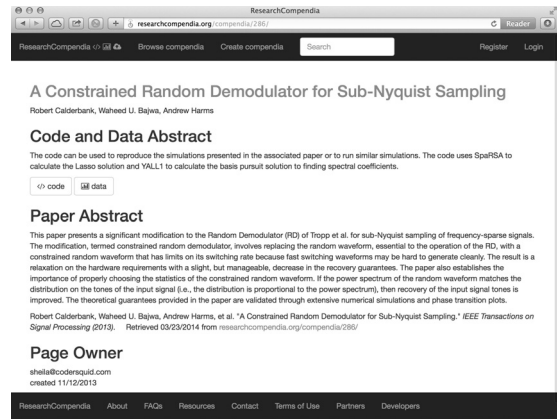 ResearchCompendia
researchcompendia.org/compendia/286/
Reader
ResearchCompendia Browse compendia Create compendia Search Register Login
A Constrained Random Demodulator for Sub-Nyquist Sampling
Robert Calderbank, Waheed U. Bajwa, Andrew Harms
Code and Data Abstract
The code can be used to reproduce the simulations presented in the associated paper or to run similar simulations. The code uses SpaRSA to
calculate the Lasso solution and YALL1 to calculate the basis pursuit solution to finding spectral coefficients.
</> code data
Paper Abstract
This paper presents a significant modification to the Random Demodulator (RD) of Tropp et al. for sub-Nyquist sampling of frequency-sparse signals.
The modification, termed constrained random demodulator, involves replacing the random waveform, essential to the operation of the RD, with a
constrained random waveform that has limits on its switching rate because fast switching waveforms may be hard to generate cleanly. The result is a
relaxation on the hardware requirements with a slight, but manageable, decrease in the recovery guarantees. The paper also establishes the
importance of properly choosing the statistics of the constrained random waveform. If the power spectrum of the random waveform matches the
distribution on the tones of the input signal (i.e., the distribution is proportional to the power spectrum), then recovery of the input signal tones is
improved. The theoretical guarantees provided in the paper are validated through extensive numerical simulations and phase transition plots.
Robert Calderbank, Waheed U. Bajwa, Andrew Harms, et al. "A Constrained Random Demodulator for Sub-Nyquist Sampling." IEEE Transactions on
Signal Processing (2013). Retrieved 03/23/2014 from researchcompendia.org/compendia/286/
Page Owner
sheila@codersquid.com
created 11/12/2013
ResearchCompendia About FAQs Resources Contact Terms of Use Partners Developers